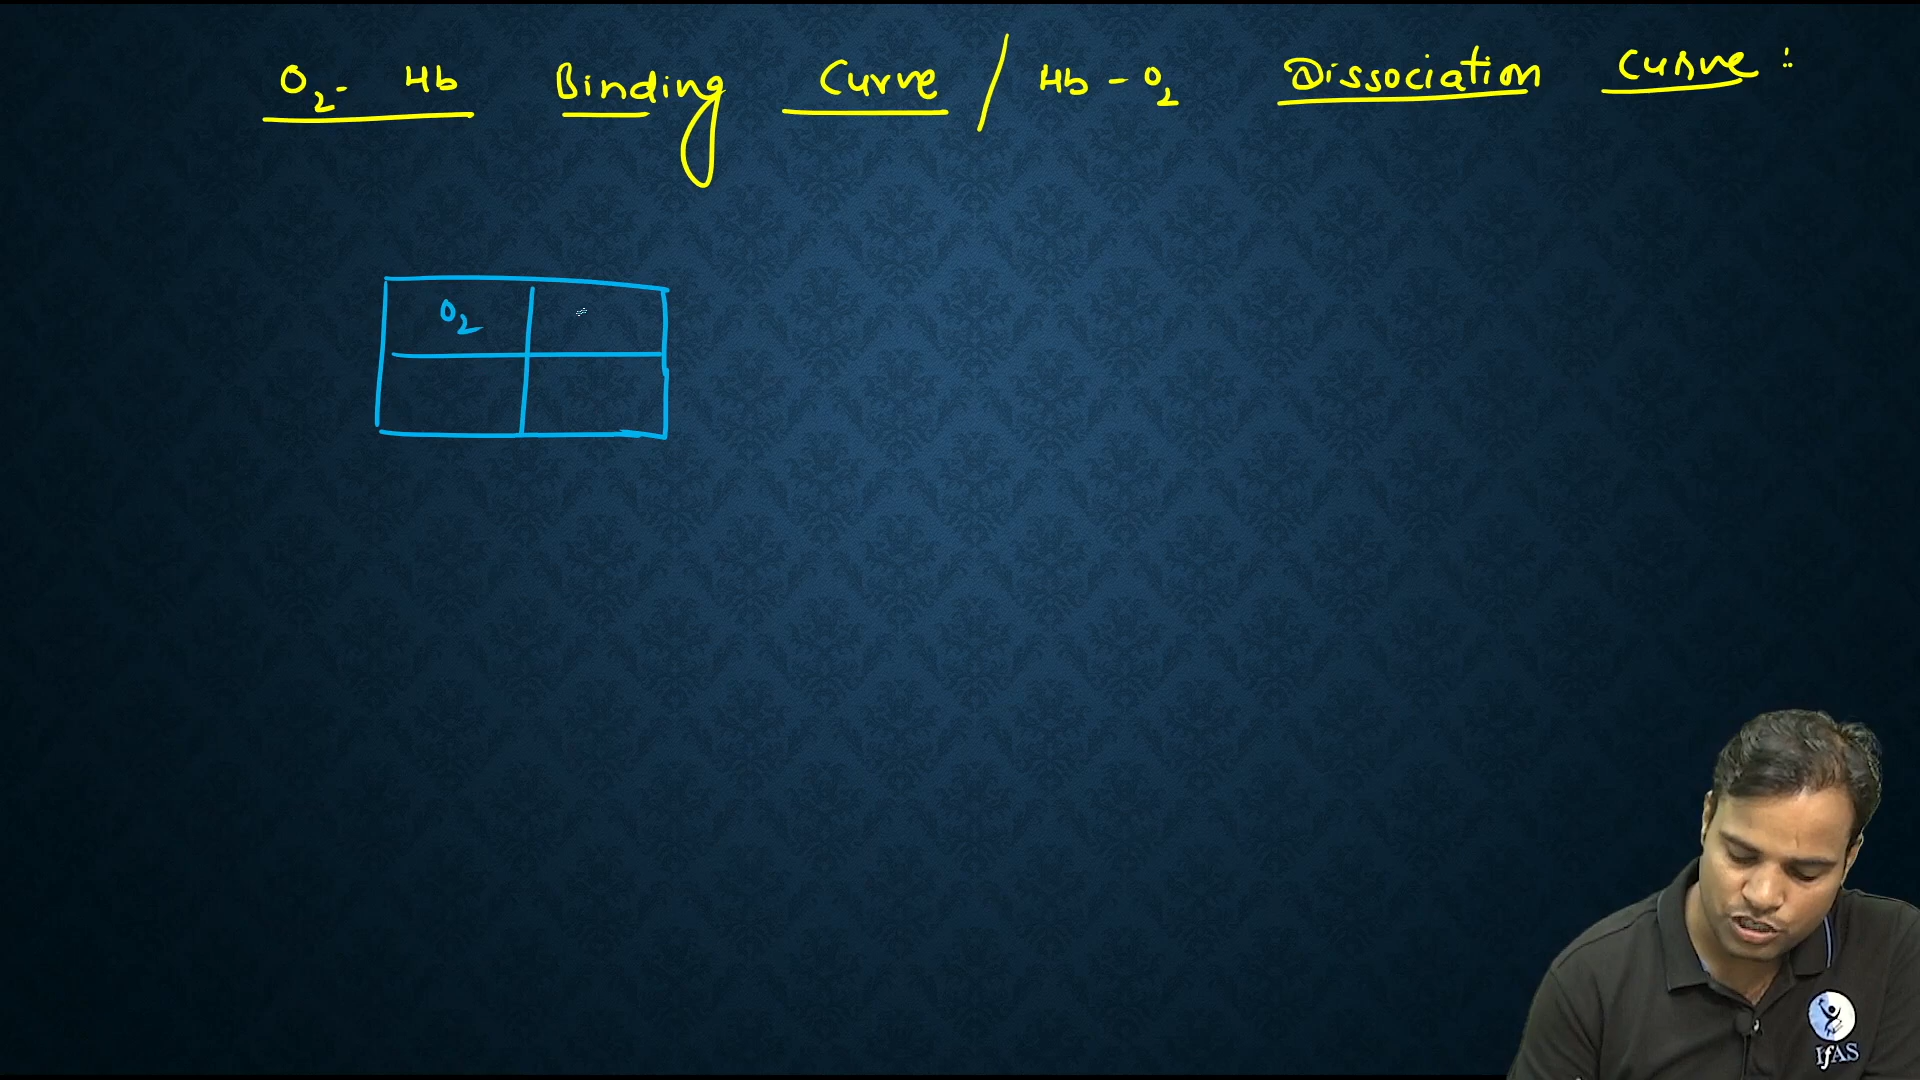 O₂- Hb Binding Curve / Hb - O₂ Dissociation Curve :
O₂
IfAS